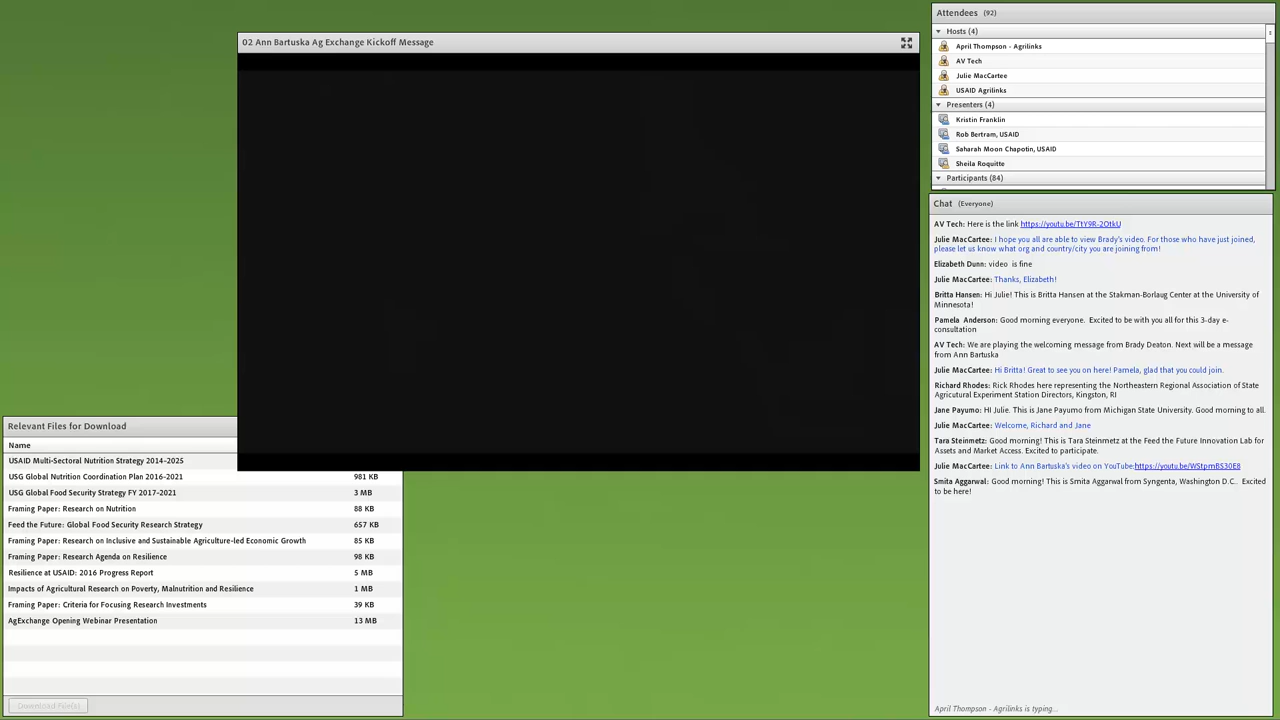 02 Ann Bartuska Ag Exchange Kickoff Message
Attendees (92)
Hosts (4)
April Thompson - Agrilinks
AV Tech
Julie MacCartee
USAID Agrilinks
Presenters (4)
Kristin Franklin
Rob Bertram, USAID
Saharah Moon Chapotin, USAID
Sheila Roquitte
Participants (84)
Chat (Everyone)
AV Tech: Here is the link https://youtu.be/TtY9R-2OtkU
Julie MacCartee: I hope you all are able to view Brady's video. For those who have just joined,
please let us know what org and country/city you are joining from!
Elizabeth Dunn: video is fine
Julie MacCartee: Thanks, Elizabeth!
Britta Hansen: Hi Julie! This is Britta Hansen at the Stakman-Borlaug Center at the University of
Minnesota!
Pamela Anderson: Good morning everyone. Excited to be with you all for this 3-day e-
consultation
AV Tech: We are playing the welcoming message from Brady Deaton. Next will be a message
from Ann Bartuska
Julie MacCartee: Hi Britta! Great to see you on here! Pamela, glad that you could join.
Richard Rhodes: Rick Rhodes here representing the Northeastern Regional Association of State
Agricutural Experiment Station Directors, Kingston, RI
Jane Payumo: HI Julie. This is Jane Payumo from Michigan State University. Good morning to all.
Julie MacCartee: Welcome, Richard and Jane
Tara Steinmetz: Good morning! This is Tara Steinmetz at the Feed the Future Innovation Lab for
Assets and Market Access. Excited to participate.
Julie MacCartee: Link to Ann Bartuska's video on YouTube:https://youtu.be/WStpmBS30E8
Smita Aggarwal: Good morning! This is Smita Aggarwal from Syngenta, Washington D.C.. Excited
to be here!
April Thompson - Agrilinks is typing...
Relevant Files for Download
Name
USAID Multi-Sectoral Nutrition Strategy 2014-2025
USG Global Nutrition Coordination Plan 2016-2021 981 KB
USG Global Food Security Strategy FY 2017-2021 3 MB
Framing Paper: Research on Nutrition 88 KB
Feed the Future: Global Food Security Research Strategy 657 KB
Framing Paper: Research on Inclusive and Sustainable Agriculture-led Economic Growth 85 KB
Framing Paper: Research Agenda on Resilience 98 KB
Resilience at USAID: 2016 Progress Report 5 MB
Impacts of Agricultural Research on Poverty, Malnutrition and Resilience 1 MB
Framing Paper: Criteria for Focusing Research Investments 39 KB
AgExchange Opening Webinar Presentation 13 MB
Download File(s)